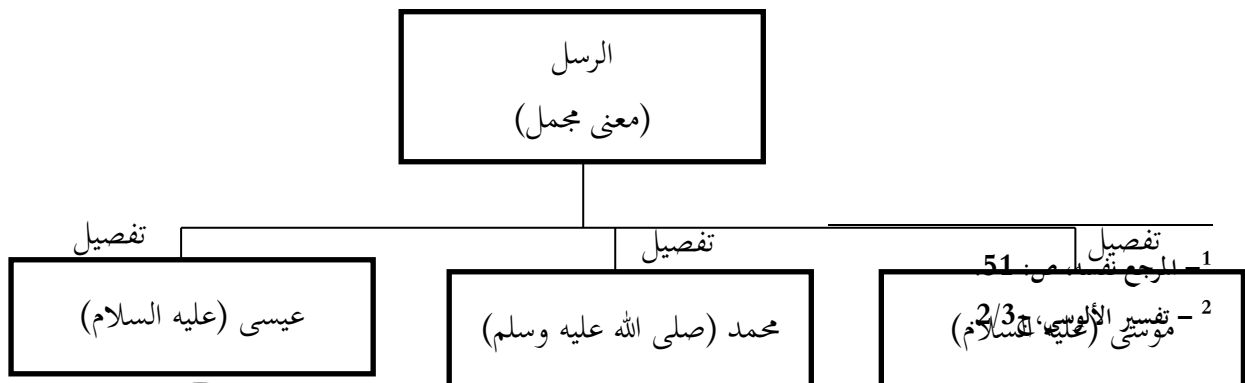 الرسل
(معنى مجمل)
تفصيل
تفصيل
تفصيل
موسى (عليه السلام)
محمد (صلى الله عليه وسلم)
عيسى (عليه السلام)
1– المرجع نفسه، ص: 51.
2 – تفسير الألوسي، ج2/3